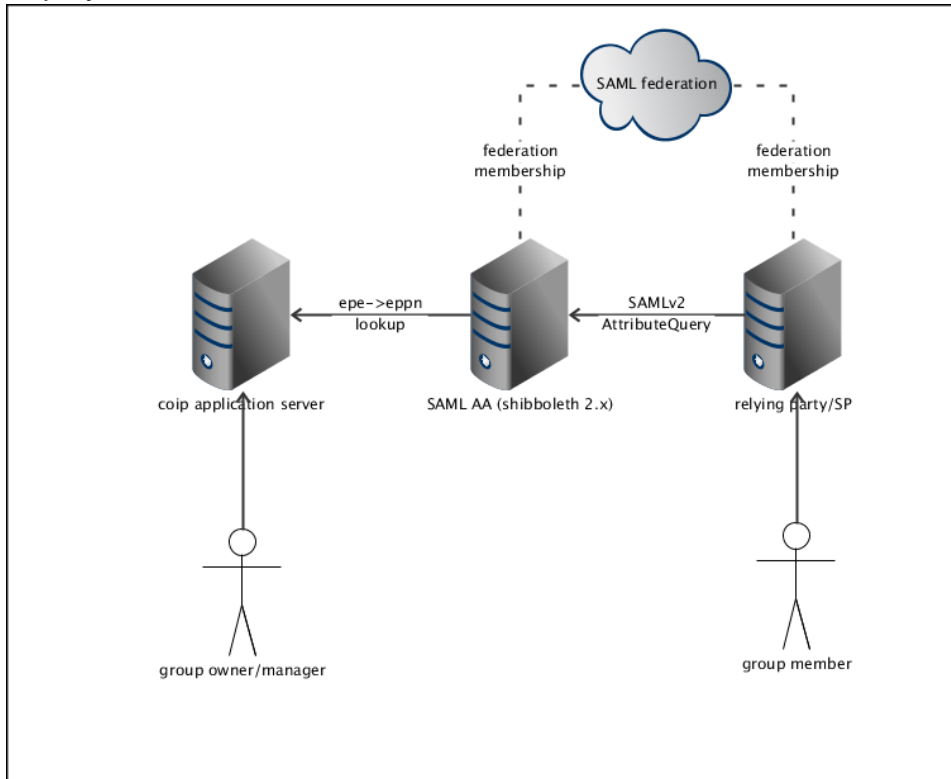 SAML federation
federation
membership
federation
membership
epe->eppn
lookup
SAMLv2
AttributeQuery
coip application server
SAML AA (shibboleth 2.x)
relying party/SP
group owner/manager
group member